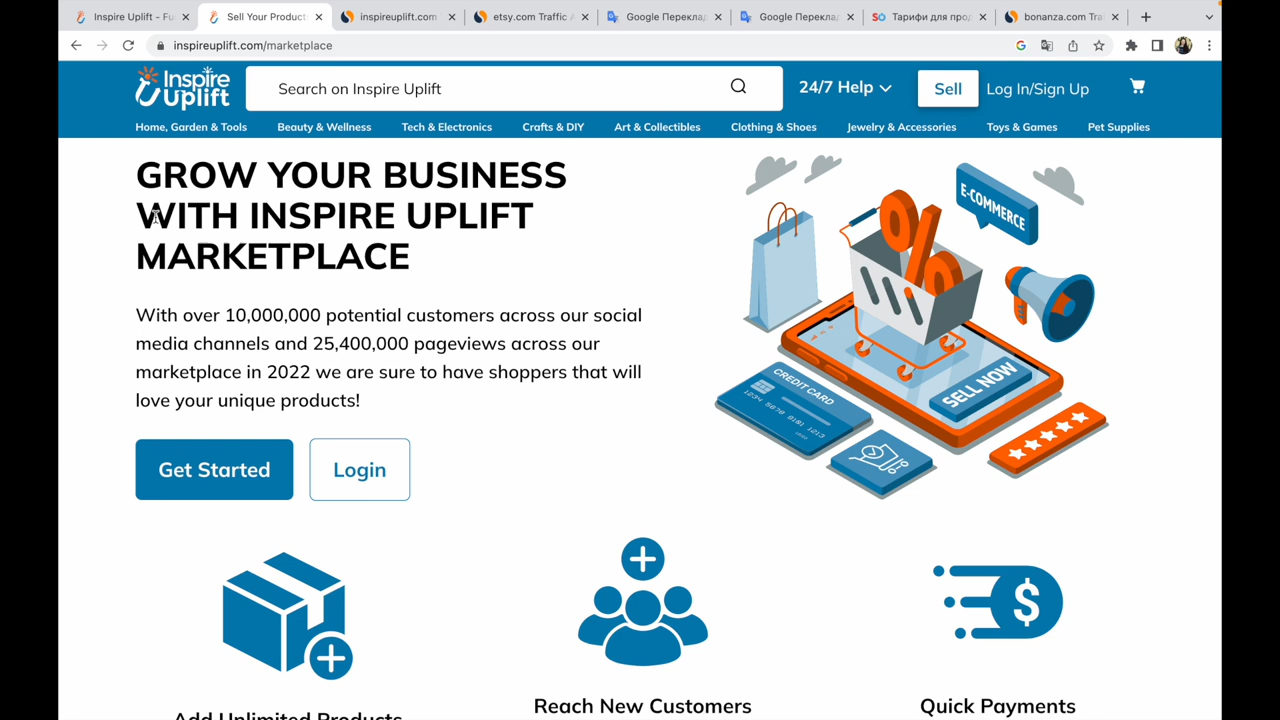 Inspire Uplift - Fu
Sell Your Product
inspireuplift.com
etsy.com Traffic A
Google Переклад
Google Переклад
Тарифи для прод
bonanza.com Tra
inspireuplift.com/marketplace
Inspire
Uplift
Search on Inspire Uplift
24/7 Help
Sell
Log In/Sign Up
Home, Garden & Tools
Beauty & Wellness
Tech & Electronics
Crafts & DIY
Art & Collectibles
Clothing & Shoes
Jewelry & Accessories
Toys & Games
Pet Supplies
GROW YOUR BUSINESS
WITH INSPIRE UPLIFT
MARKETPLACE
With over 10,000,000 potential customers across our social
media channels and 25,400,000 pageviews across our
marketplace in 2022 we are sure to have shoppers that will
love your unique products!
Get Started
Login
E-COMMERCE
%
SELL NOW
CREDIT CARD
1234 5678 9101 1213
$
Add Unlimited Products
Reach New Customers
Quick Payments